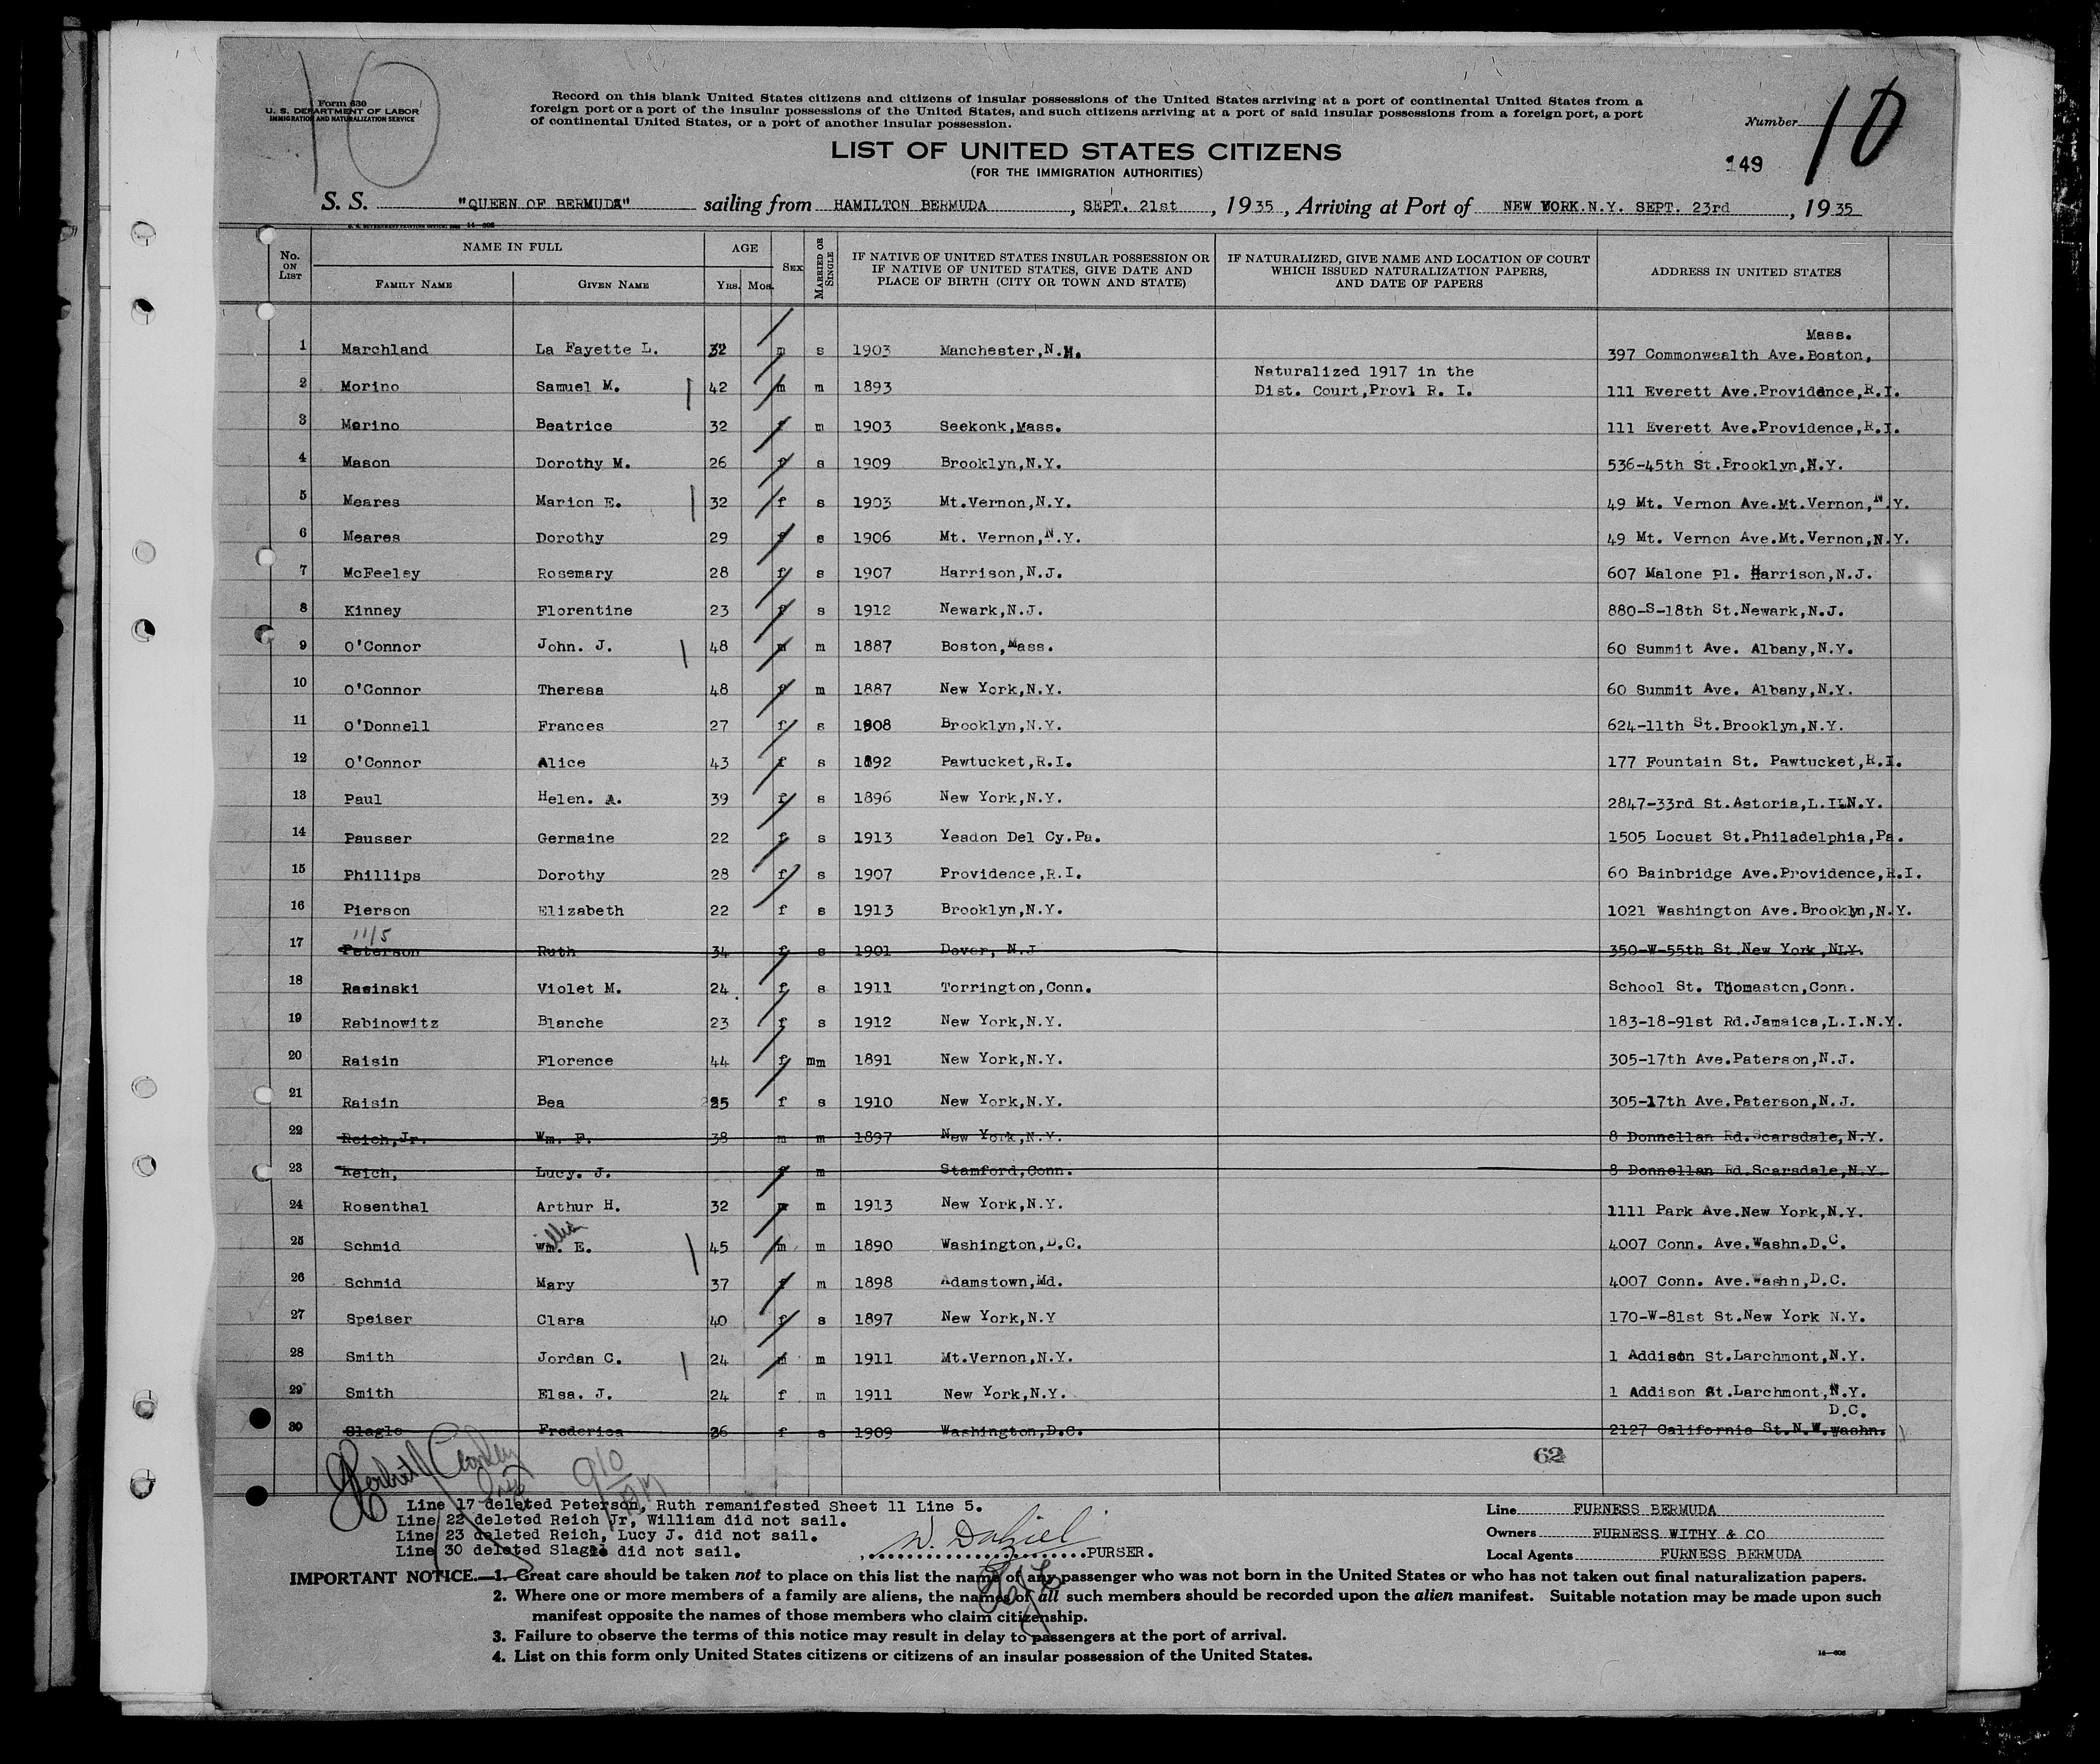 10
Form 630
U. S. DEPARTMENT OF LABOR
IMMIGRATION AND NATURALIZATION SERVICE
Record on this blank United States citizens and citizens of insular possessions of the United States arriving at a port of continental United States from a
foreign port or a port of the insular possessions of the United States, and such citizens arriving at a port of said insular possessions from a foreign port, a port
of continental United States, or a port of another insular possession.
Number 10
LIST OF UNITED STATES CITIZENS
(FOR THE IMMIGRATION AUTHORITIES)
149
S. S. "QUEEN OF BERMUDA" sailing from HAMILTON BERMUDA, SEPT. 21st, 1935, Arriving at Port of NEW YORK.N.Y. SEPT. 23rd, 1935
No. ON LIST NAME IN FULL AGE SEX MARRIED OR SINGLE IF NATIVE OF UNITED STATES INSULAR POSSESSION OR IF NATIVE OF UNITED STATES, GIVE DATE AND PLACE OF BIRTH (CITY OR TOWN AND STATE) IF NATURALIZED, GIVE NAME AND LOCATION OF COURT WHICH ISSUED NATURALIZATION PAPERS, AND DATE OF PAPERS ADDRESS IN UNITED STATES
FAMILY NAME GIVEN NAME YRS. MOS.
Mass.
1 Marchland La Fayette L. 32 m s 1903 Manchester,N.H. 397 Commonwealth Ave.Boston,
Naturalized 1917 in the
2 Morino Samuel M. 42 m m 1893 Dist. Court,Provl R. I. 111 Everett Ave.Providence,R.I.
3 Morino Beatrice 32 f m 1903 Seekonk,Mass. 111 Everett Ave.Providence,R.I.
4 Mason Dorothy M. 26 f s 1909 Brooklyn,N.Y. 536-45th St.Brooklyn,N.Y.
5 Meares Marion E. 32 f s 1903 Mt.Vernon,N.Y. 49 Mt. Vernon Ave.Mt.Vernon,N.Y.
6 Meares Dorothy 29 f s 1906 Mt. Vernon,N.Y. 49 Mt. Vernon Ave.Mt.Vernon,N.Y.
7 McFeeley Rosemary 28 f s 1907 Harrison,N.J. 607 Malone pl. Harrison,N.J.
8 Kinney Florentine 23 f s 1912 Newark,N.J. 880-S-18th St.Newark,N.J.
9 O'Connor John. J. 48 m m 1887 Boston,Mass. 60 Summit Ave. Albany,N.Y.
10 O'Connor Theresa 48 f m 1887 New York,N.Y. 60 Summit Ave. Albany,N.Y.
11 O'Donnell Frances 27 f s 1908 Brooklyn,N.Y. 624-11th St.Brooklyn,N.Y.
12 O'Connor Alice 43 f s 1892 Pawtucket,R.I. 177 Fountain St. Pawtucket,R.I.
13 Paul Helen. A. 39 f s 1896 New York,N.Y. 2847-33rd St.Astoria,L.I.N.Y.
14 Pausser Germaine 22 f s 1913 Yeadon Del Cy.Pa. 1505 Locust St.Philadelphia,Pa.
15 Phillips Dorothy 28 f s 1907 Providence,R.I. 60 Bainbridge Ave.Providence,R.I.
16 Pierson Elizabeth 22 f s 1913 Brooklyn,N.Y. 1021 Washington Ave.Brooklyn,N.Y.
11/5
17 Peterson Ruth 34 f s 1901 Dover, N.J 350-W-55th St.New York,N.Y.
18 Rasinski Violet M. 24 f s 1911 Torrington,Conn. School St. Thomaston,Conn.
19 Rabinowitz Blanche 23 f s 1912 New York,N.Y. 183-18-91st Rd.Jamaica,L.I.N.Y.
20 Raisin Florence 44 f mm 1891 New York,N.Y. 305-17th Ave.Paterson,N.J.
21 Raisin Bea 25 f s 1910 New York,N.Y. 305-17th Ave.Paterson,N.J.
22 Reich,Jr. Wm. F. 38 m m 1897 New York,N.Y. 8 Donnellan Rd.Scarsdale,N.Y.
23 Reich, Lucy. J. f m Stamford,Conn. 8 Donnellan Rd.Scarsdale,N.Y.
24 Rosenthal Arthur H. 32 m m 1913 New York,N.Y. 1111 Park Ave.New York,N.Y.
25 Schmid Wm. E. 45 m m 1890 Washington,D.C. 4007 Conn. Ave.Washn.D.C.
26 Schmid Mary 37 f m 1898 Adamstown,Md. 4007 Conn. Ave.Washn,D.C.
27 Speiser Clara 40 f s 1897 New York,N.Y 170-W-81st St.New York N.Y.
28 Smith Jordan C. 24 m m 1911 Mt.Vernon,N.Y. 1 Addison St.Larchmont,N.Y.
29 Smith Elsa. J. 24 f m 1911 New York,N.Y. 1 Addison St.Larchmont,N.Y.
D.C.
30 Slagle Frederica 26 f s 1909 Washington,D.C. 2127 California St.N.W.Washn.
62
910 AM
Line 17 deleted Peterson, Ruth remanifested Sheet 11 Line 5.
Line 22 deleted Reich Jr, William did not sail.
Line 23 deleted Reich, Lucy J. did not sail.
Line 30 deleted Slagle did not sail.
PURSER.
Line FURNESS BERMUDA
Owners FURNESS WITHY & CO
Local Agents FURNESS BERMUDA
IMPORTANT NOTICE.—1. Great care should be taken not to place on this list the name of any passenger who was not born in the United States or who has not taken out final naturalization papers.
2. Where one or more members of a family are aliens, the names of all such members should be recorded upon the alien manifest. Suitable notation may be made upon such
manifest opposite the names of those members who claim citizenship.
3. Failure to observe the terms of this notice may result in delay to passengers at the port of arrival.
4. List on this form only United States citizens or citizens of an insular possession of the United States.
14—608